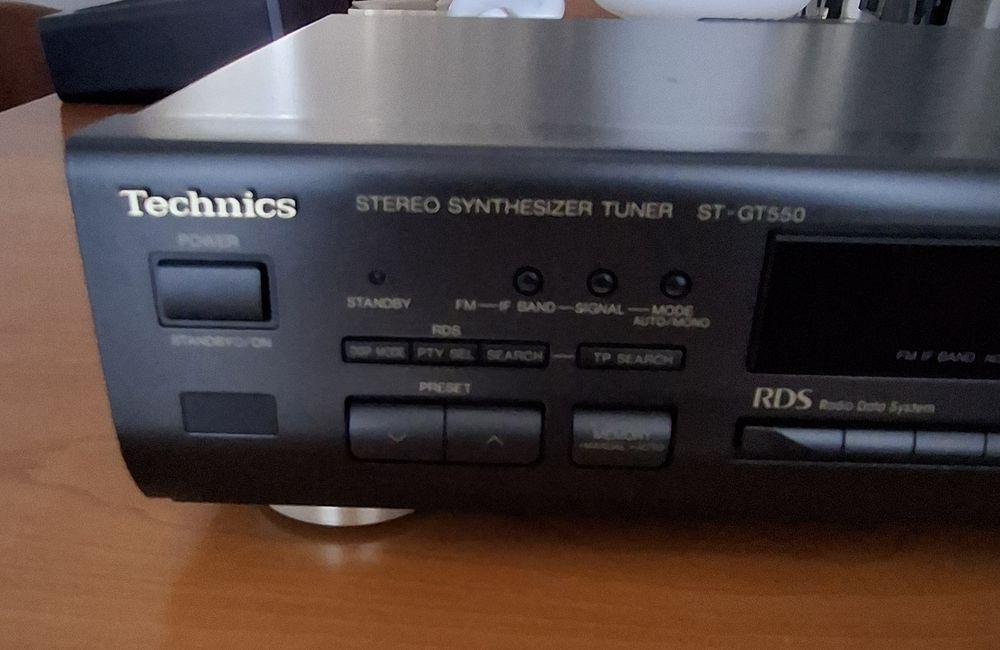 Technics
STEREO SYNTHESIZER TUNER ST-GT550
POWER
STANDBY
FM IF BAND SIGNAL MODE
AUTO/MONO
STANDBY/ON
RDS
DISP MODE PTY SEL SEARCH TP SEARCH
PRESET
FM IF BAND
RDS Radio Data System
MEMORY